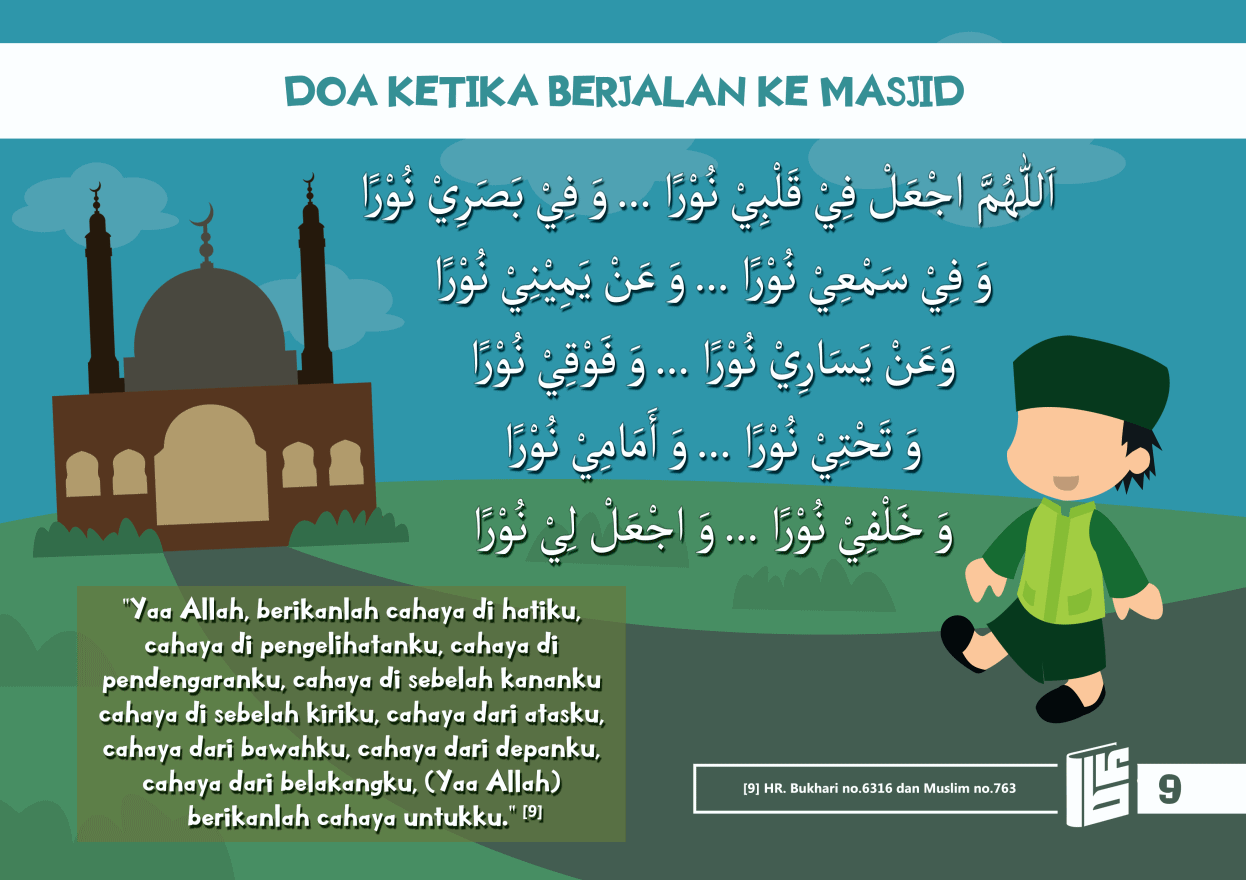 DOA KETIKA BERJALAN KE MASJID
اَللّٰهُمَّ اجْعَلْ فِيْ قَلْبِيْ نُوْرًا ... وَ فِيْ بَصَرِيْ نُوْرًا
وَ فِيْ سَمْعِيْ نُوْرًا ... وَ عَنْ يَمِيْنِيْ نُوْرًا
وَعَنْ يَسَارِيْ نُوْرًا ... وَ فَوْقِيْ نُوْرًا
وَ تَحْتِيْ نُوْرًا ... وَ أَمَامِيْ نُوْرًا
وَ خَلْفِيْ نُوْرًا ... وَ اجْعَلْ لِيْ نُوْرًا
"Yaa Allah, berikanlah cahaya di hatiku,
cahaya di pengelihatanku, cahaya di
pendengaranku, cahaya di sebelah kananku
cahaya di sebelah kiriku, cahaya dari atasku,
cahaya dari bawahku, cahaya dari depanku,
cahaya dari belakangku, (Yaa Allah)
berikanlah cahaya untukku." [9]
[9] HR. Bukhari no.6316 dan Muslim no.763
9